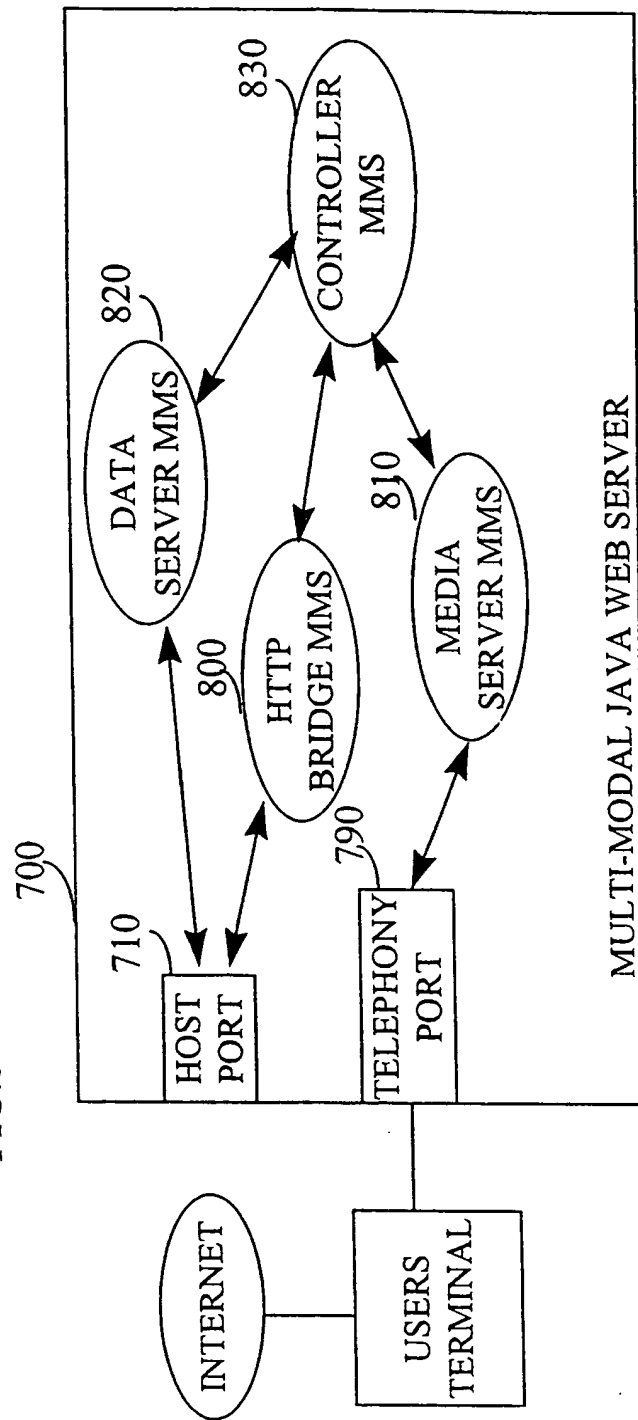 700
INTERNET
USERS
TERMINAL
710
HOST
PORT
TELEPHONY
PORT
790
800
HTTP
BRIDGE MMS
DATA
SERVER MMS
820
MEDIA
SERVER MMS
810
CONTROLLER
MMS
830
MULTI-MODAL JAVA WEB SERVER